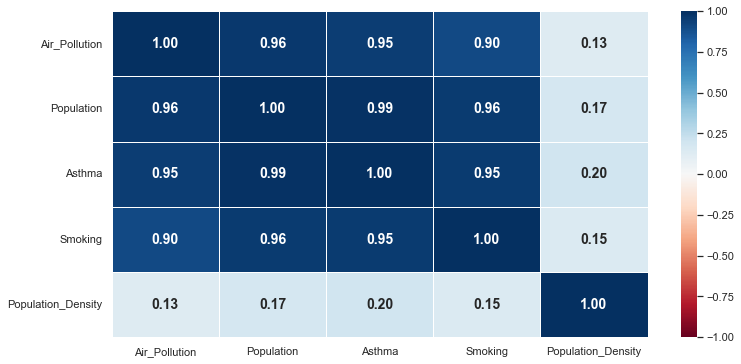 Air_Pollution 1.00 0.96 0.95 0.90 0.13
Population 0.96 1.00 0.99 0.96 0.17
Asthma 0.95 0.99 1.00 0.95 0.20
Smoking 0.90 0.96 0.95 1.00 0.15
Population_Density 0.13 0.17 0.20 0.15 1.00
Air_Pollution Population Asthma Smoking Population_Density
1.00
0.75
0.50
0.25
0.00
−0.25
−0.50
−0.75
−1.00